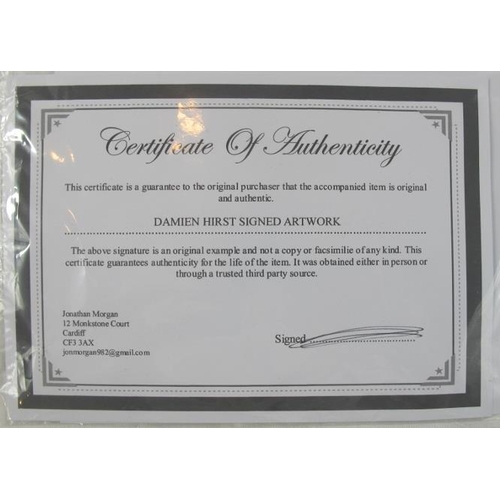 Certificate Of Authenticity
This certificate is a guarantee to the original purchaser that the accompanied item is original
and authentic.
DAMIEN HIRST SIGNED ARTWORK
The above signature is an original example and not a copy or facsimilie of any kind. This
certificate guarantees authenticity for the life of the item. It was obtained either in person or
through a trusted third party source.
Jonathan Morgan
12 Monkstone Court
Cardiff
CF3 3AX
jonmorgan982@gmail.com
Signed